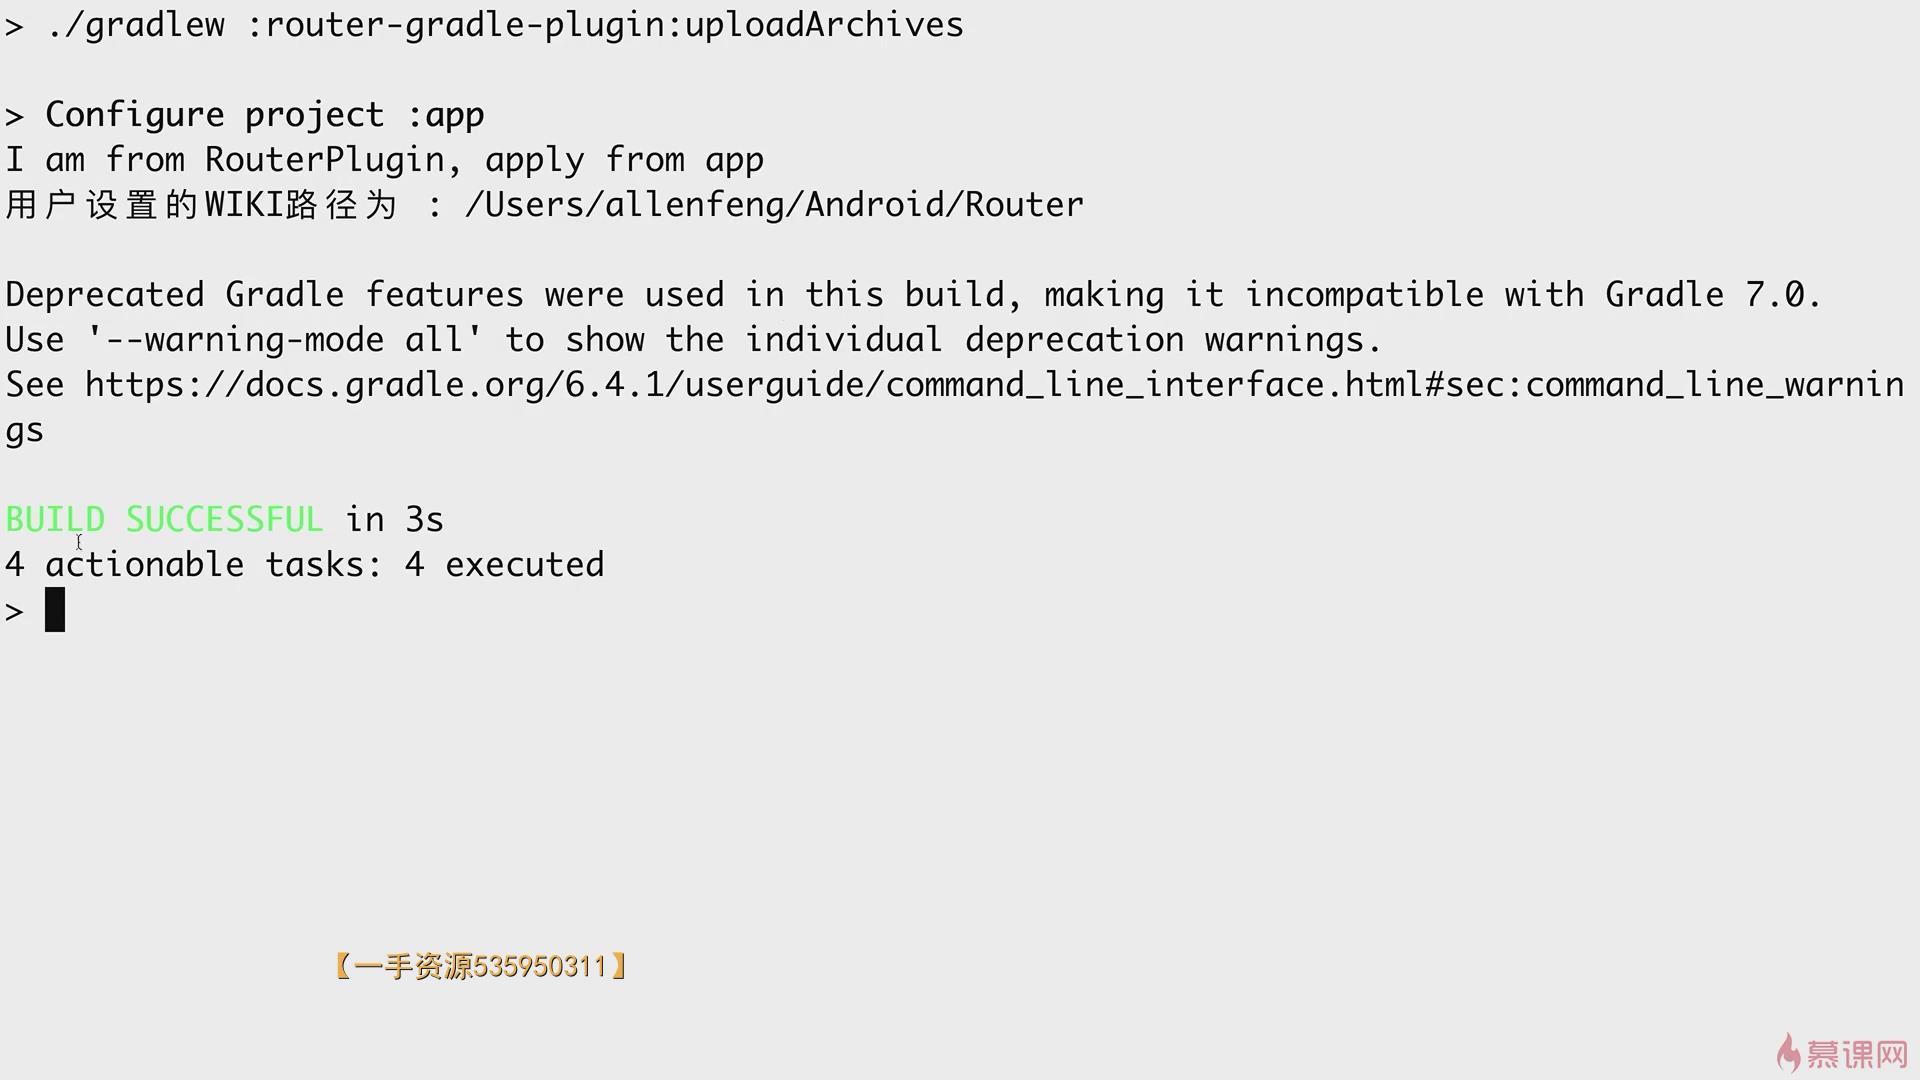 > ./gradlew :router-gradle-plugin:uploadArchives
> Configure project :app
I am from RouterPlugin, apply from app
用户设置的WIKI路径为 : /Users/allenfeng/Android/Router
Deprecated Gradle features were used in this build, making it incompatible with Gradle 7.0.
Use '--warning-mode all' to show the individual deprecation warnings.
See https://docs.gradle.org/6.4.1/userguide/command_line_interface.html#sec:command_line_warnin
gs
BUILD SUCCESSFUL in 3s
4 actionable tasks: 4 executed
>
【一手资源535950311】
慕课网